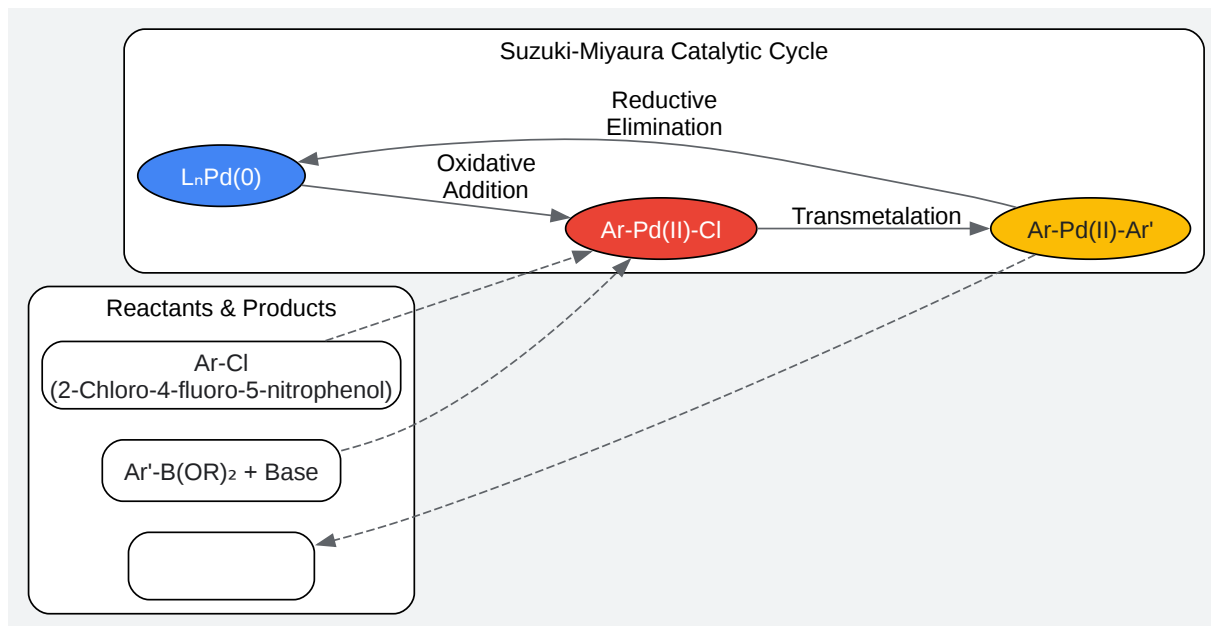 Suzuki-Miyaura Catalytic Cycle
Reductive
Elimination
Oxidative
Addition
LₙPd(0)
Transmetalation
Ar-Pd(II)-Cl
Ar-Pd(II)-Ar'
Reactants & Products
Ar-Cl
(2-Chloro-4-fluoro-5-nitrophenol)
Ar'-B(OR)₂ + Base